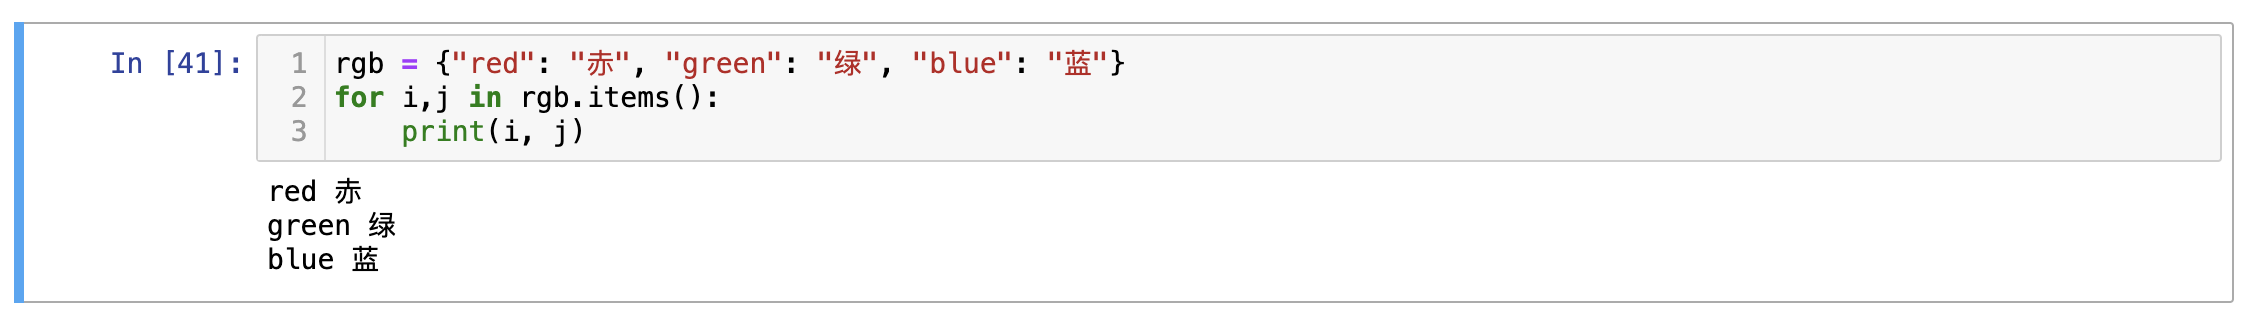 In [41]:
1 rgb = {"red": "赤", "green": "绿", "blue": "蓝"}
2 for i,j in rgb.items():
3     print(i, j)
red 赤
green 绿
blue 蓝